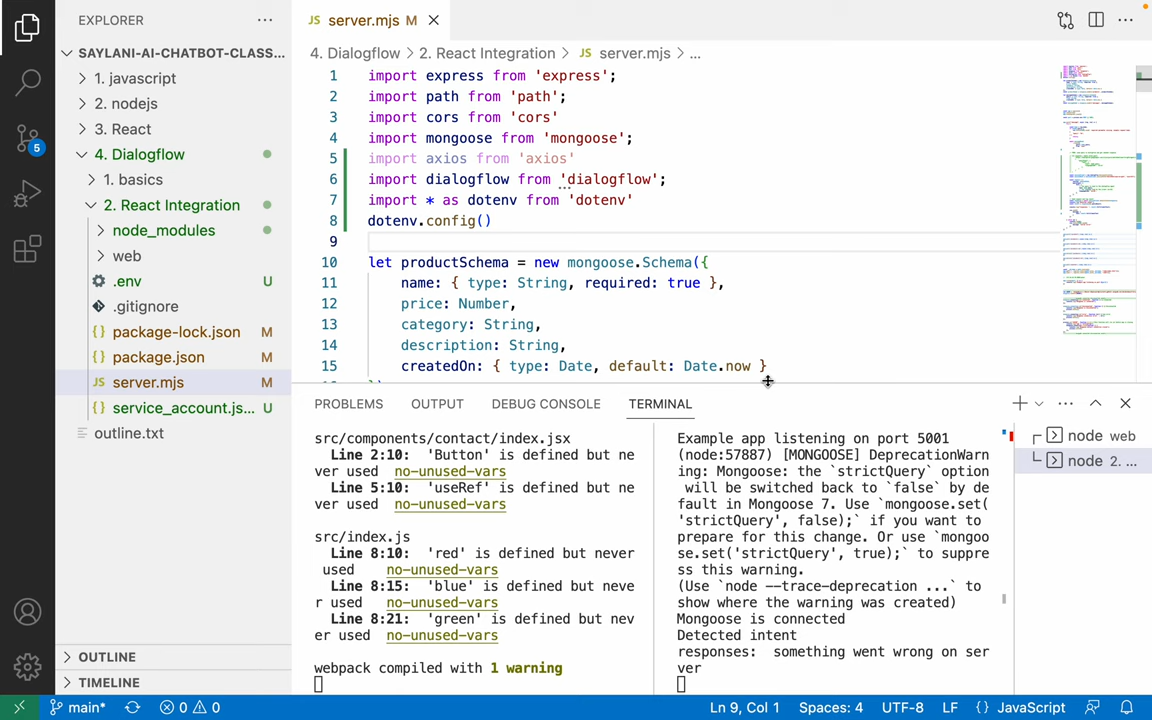 EXPLORER
SAYLANI-AI-CHATBOT-CLASS...
1. javascript
2. nodejs
3. React
4. Dialogflow
1. basics
2. React Integration
node_modules
web
.env U
.gitignore
package-lock.json M
package.json M
server.mjs M
service_account.js... U
outline.txt
OUTLINE
TIMELINE
5
JS server.mjs M
4. Dialogflow > 2. React Integration > JS server.mjs > ...
1 import express from 'express';
2 import path from 'path';
3 import cors from 'cors'
4 import mongoose from 'mongoose';
5 import axios from 'axios'
6 import dialogflow from 'dialogflow';
7 import * as dotenv from 'dotenv'
8 dotenv.config()
9
10 let productSchema = new mongoose.Schema({
11 name: { type: String, required: true },
12 price: Number,
13 category: String,
14 description: String,
15 createdOn: { type: Date, default: Date.now }
PROBLEMS OUTPUT DEBUG CONSOLE TERMINAL
src/components/contact/index.jsx
Line 2:10: 'Button' is defined but ne
ver used no-unused-vars
Line 5:10: 'useRef' is defined but ne
ver used no-unused-vars
src/index.js
Line 8:10: 'red' is defined but never
used no-unused-vars
Line 8:15: 'blue' is defined but neve
r used no-unused-vars
Line 8:21: 'green' is defined but nev
er used no-unused-vars
webpack compiled with 1 warning
Example app listening on port 5001
(node:57887) [MONGOOSE] DeprecationWarn
ing: Mongoose: the `strictQuery` option
will be switched back to `false` by de
fault in Mongoose 7. Use `mongoose.set(
'strictQuery', false);` if you want to
prepare for this change. Or use `mongoo
se.set('strictQuery', true);` to suppre
ss this warning.
(Use `node --trace-deprecation ...` to
show where the warning was created)
Mongoose is connected
Detected intent
responses: something went wrong on ser
ver
node web
node 2. ...
main* 0 0 Ln 9, Col 1 Spaces: 4 UTF-8 LF {} JavaScript